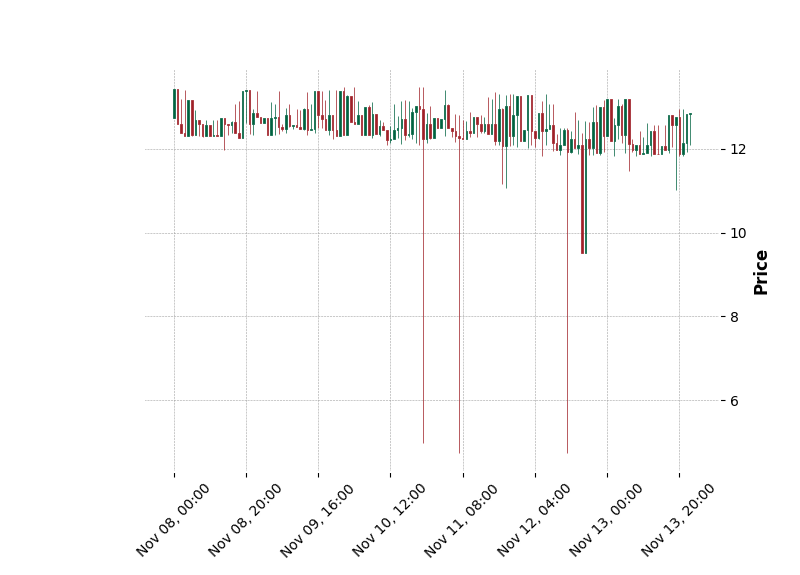 12
10
8
6
Price
Nov 08, 00:00
Nov 08, 20:00
Nov 09, 16:00
Nov 10, 12:00
Nov 11, 08:00
Nov 12, 04:00
Nov 13, 00:00
Nov 13, 20:00